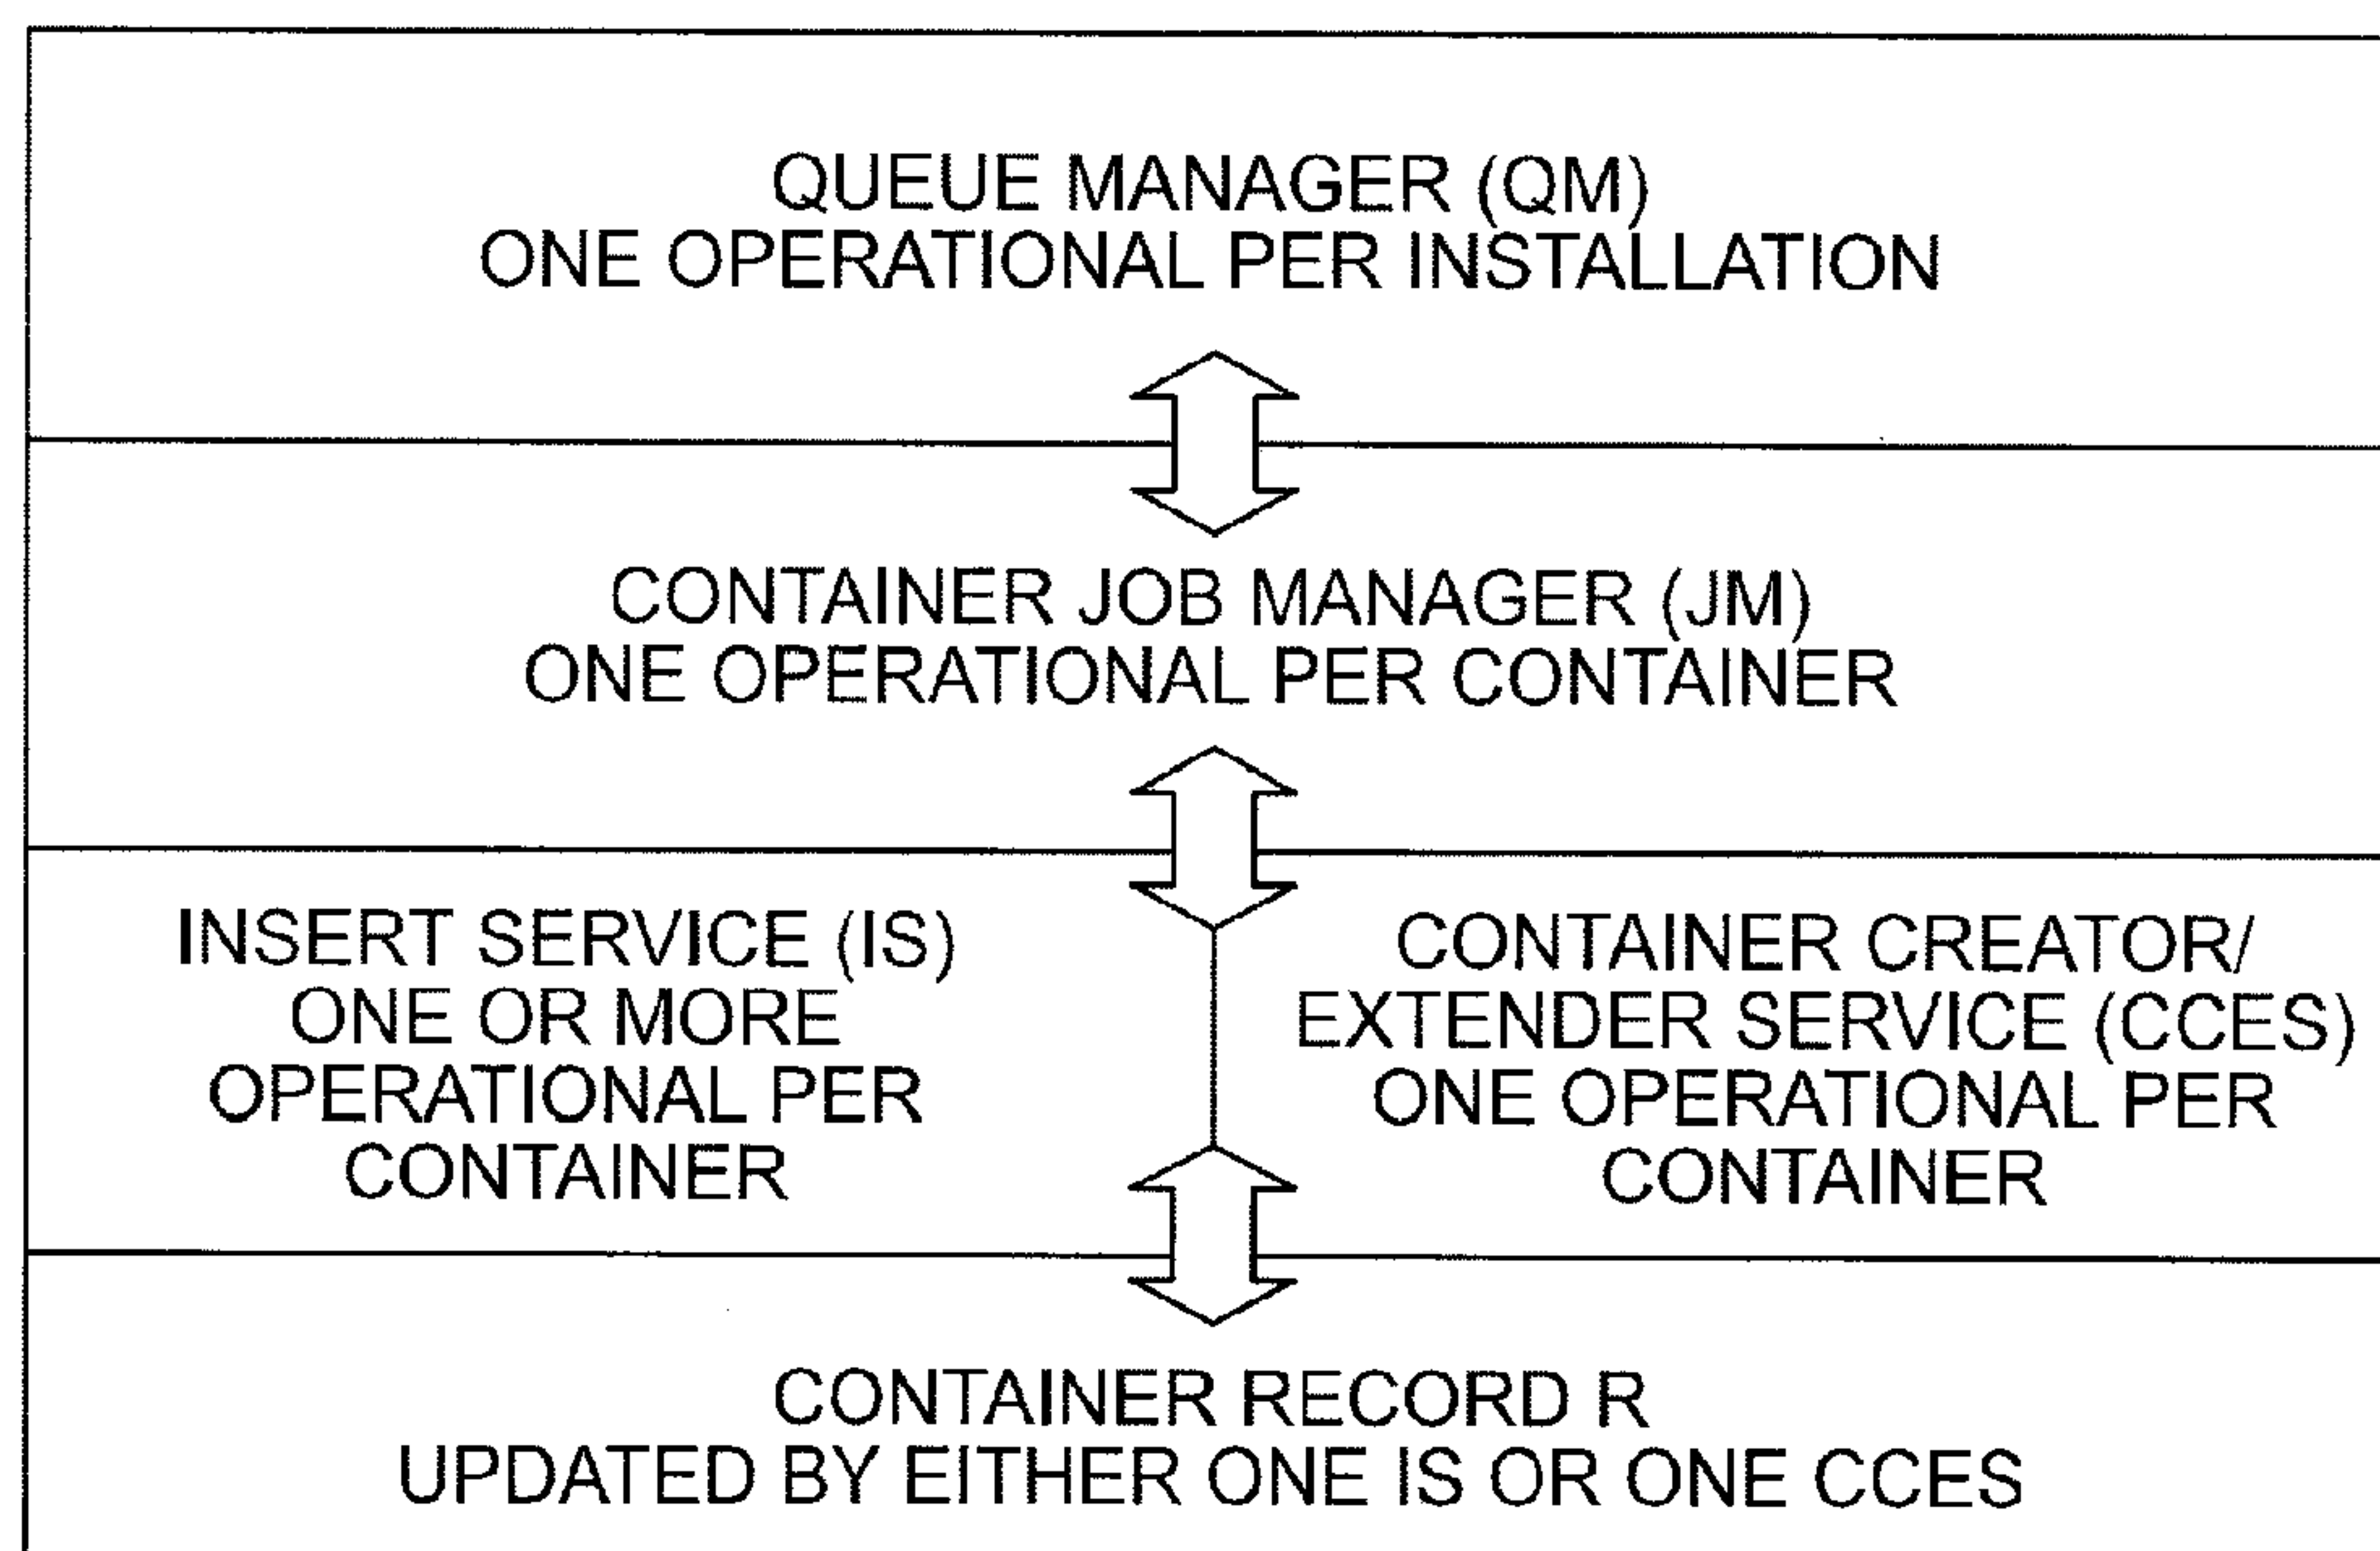 QUEUE MANAGER (QM)
ONE OPERATIONAL PER INSTALLATION
CONTAINER JOB MANAGER (JM)
ONE OPERATIONAL PER CONTAINER
INSERT SERVICE (IS)
ONE OR MORE
OPERATIONAL PER
CONTAINER
CONTAINER CREATOR/
EXTENDER SERVICE (CCES)
ONE OPERATIONAL PER
CONTAINER
CONTAINER RECORD R
UPDATED BY EITHER ONE IS OR ONE CCES